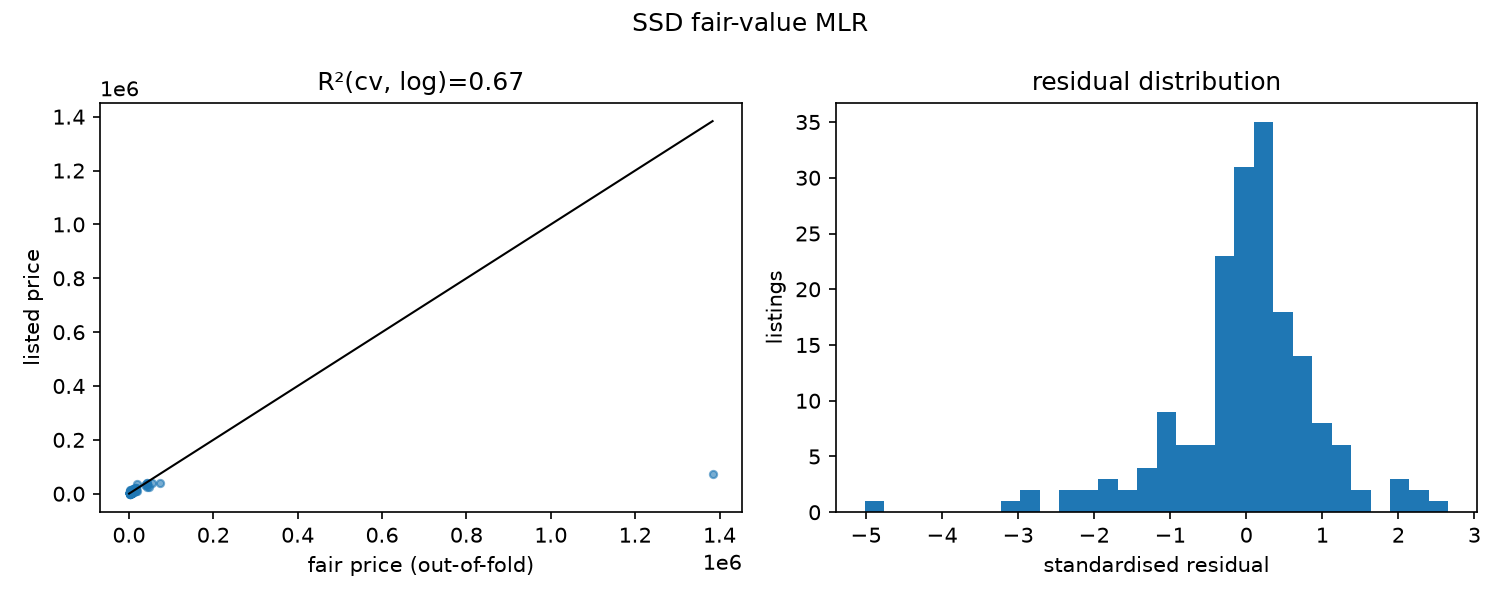 SSD fair-value MLR
R²(cv, log)=0.67
1e6
1.4
1.2
1.0
0.8
0.6
0.4
0.2
0.0
listed price
0.0 0.2 0.4 0.6 0.8 1.0 1.2 1.4
1e6
fair price (out-of-fold)
residual distribution
35
30
25
20
15
10
5
0
listings
−5 −4 −3 −2 −1 0 1 2 3
standardised residual